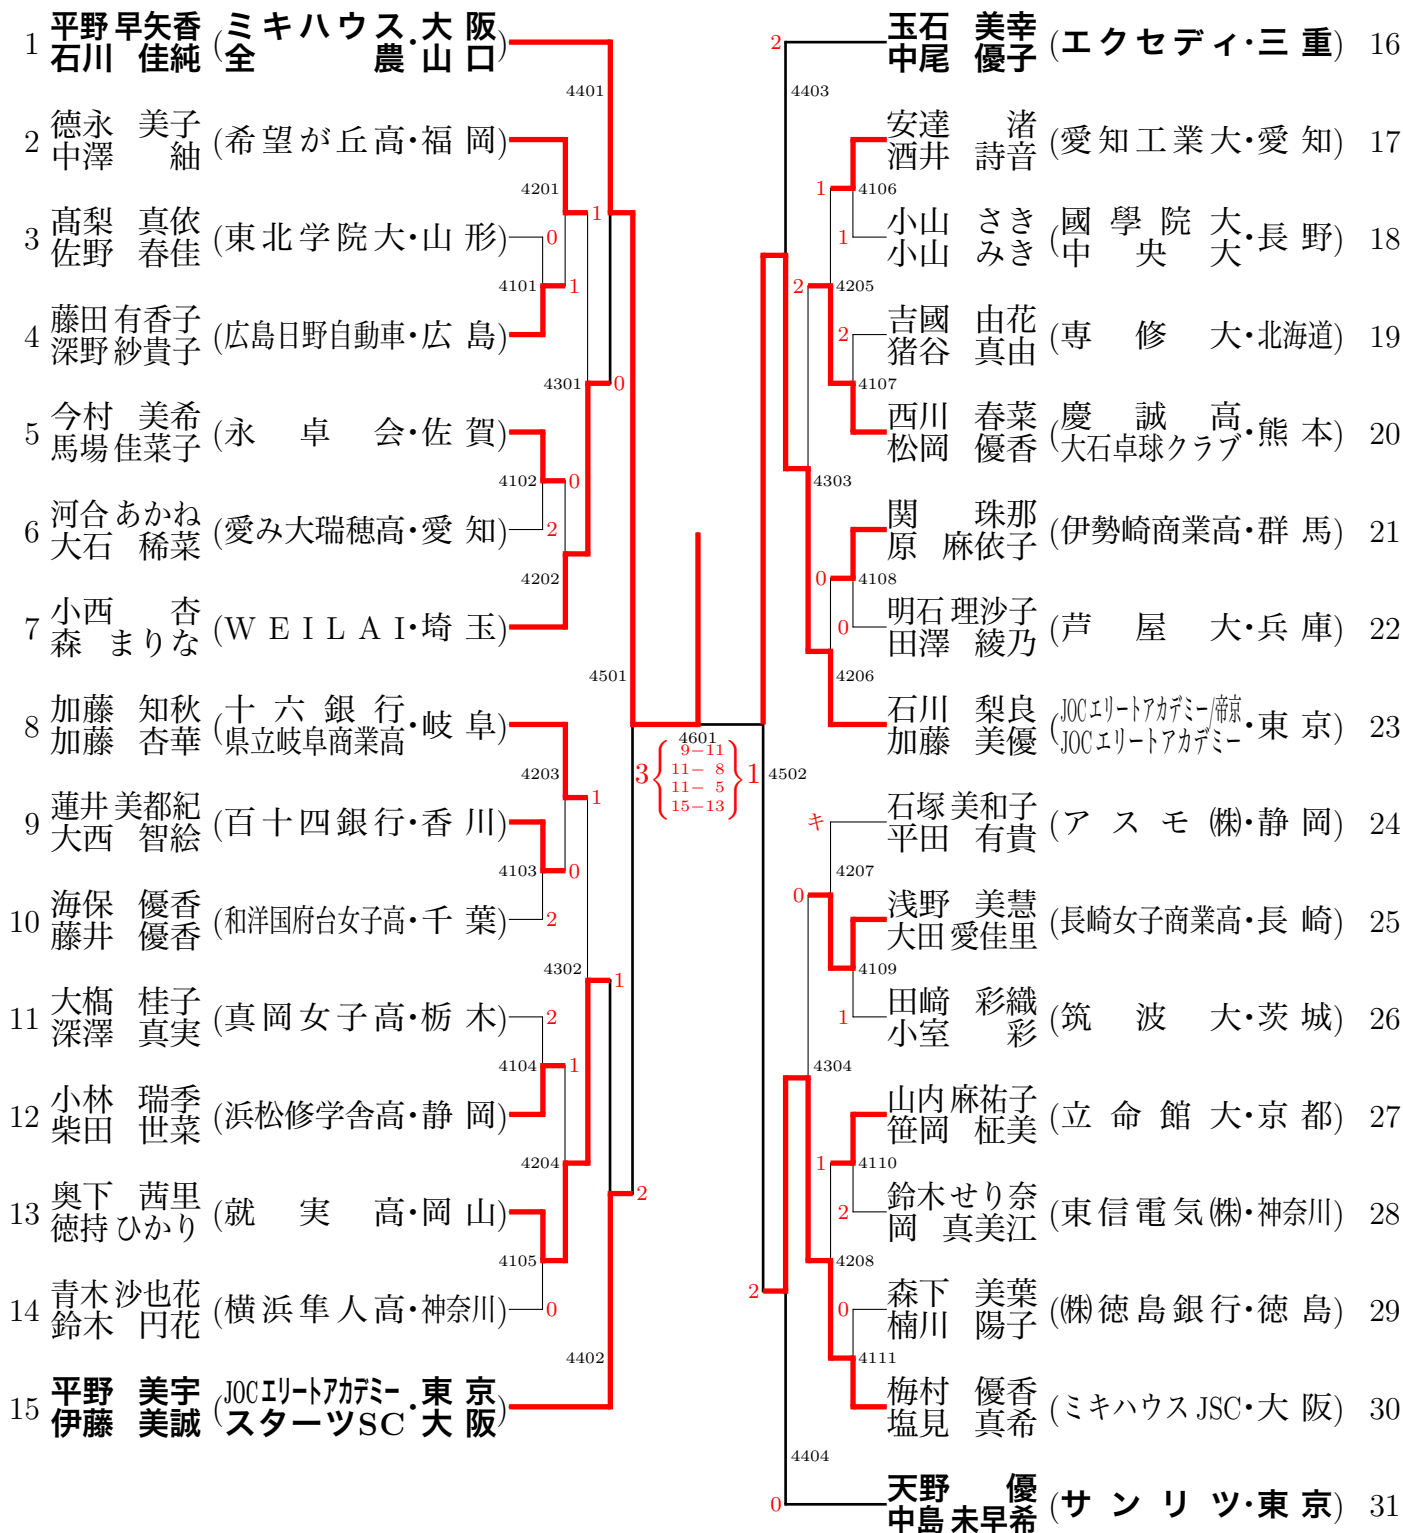 1 平野 早矢香 (ミキハウス・大 阪)
石川 佳純 (全 農・山 口)
4401
2 德永 美子 (希望が丘高・福 岡)
中澤 紬
4201
1
3 髙梨 真依 (東北学院大・山 形)
佐野 春佳
0
4101 1
4 藤田 有香子 (広島日野自動車・広 島)
深野 紗貴子
4301 0
5 今村 美希 (永 卓 会・佐 賀)
馬場 佳菜子
4102 0
6 河合 あかね (愛み大瑞穂高・愛 知)
大石 稀菜
2
4202
7 小西 杏 (WEILAI・埼 玉)
森 まりな
4501
8 加藤 知秋 (十六銀行・岐 阜)
加藤 杏華 (県立岐阜商業高
4203 1
9 蓮井 美都紀 (百十四銀行・香 川)
大西 智絵
4103 0
10 海保 優香 (和洋国府台女子高・千 葉)
藤井 優香
2
4302 1
11 大橋 桂子 (真岡女子高・栃 木)
深澤 真実
2
4104 1
12 小林 瑞季 (浜松修学舎高・静 岡)
柴田 世菜
4204
2
13 奥下 茜里 (就 実 高・岡 山)
徳持 ひかり
4105
14 青木 沙也花 (横浜隼人高・神奈川)
鈴木 円花
0
4402
15 平野 美宇 (JOCエリートアカデミー・東 京)
伊藤 美誠 (スターツSC・大 阪)
4601
3 { 9−11
11− 8
11− 5
15−13 } 1
2
玉石 美幸 (エクセディ・三 重) 16
中尾 優子
4403
安達 渚 (愛知工業大・愛 知) 17
酒井 詩音
1 4106
小山 さき (國學院大・長 野) 18
小山 みき (中 央 大
1
2 4205
吉國 由花 (専 修 大・北海道) 19
猪谷 真由
2
4107
西川 春菜 (慶 誠 高・熊 本) 20
松岡 優香 (大石卓球クラブ
4303
関 珠那 (伊勢崎商業高・群 馬) 21
原 麻依子
0 4108
明石 理沙子 (芦 屋 大・兵 庫) 22
田澤 綾乃
0
4206
石川 梨良 (JOCエリートアカデミー/帝京・東 京) 23
加藤 美優 (JOCエリートアカデミー
4502
石塚 美和子 (アスモ㈱・静 岡) 24
平田 有貴
キ
4207
0
浅野 美慧 (長崎女子商業高・長 崎) 25
大田 愛佳里
4109
田﨑 彩織 (筑 波 大・茨 城) 26
小室 彩
1
4304
山内 麻祐子 (立命館大・京 都) 27
笹岡 柾美
1 4110
鈴木 せり奈 (東信電気㈱・神奈川) 28
岡 真美江
2
4208
2
森下 美葉 (㈱徳島銀行・徳 島) 29
楠川 陽子
0
4111
梅村 優香 (ミキハウスJSC・大 阪) 30
塩見 真希
4404
天野 優 (サンリツ・東 京) 31
中島 未早希
0